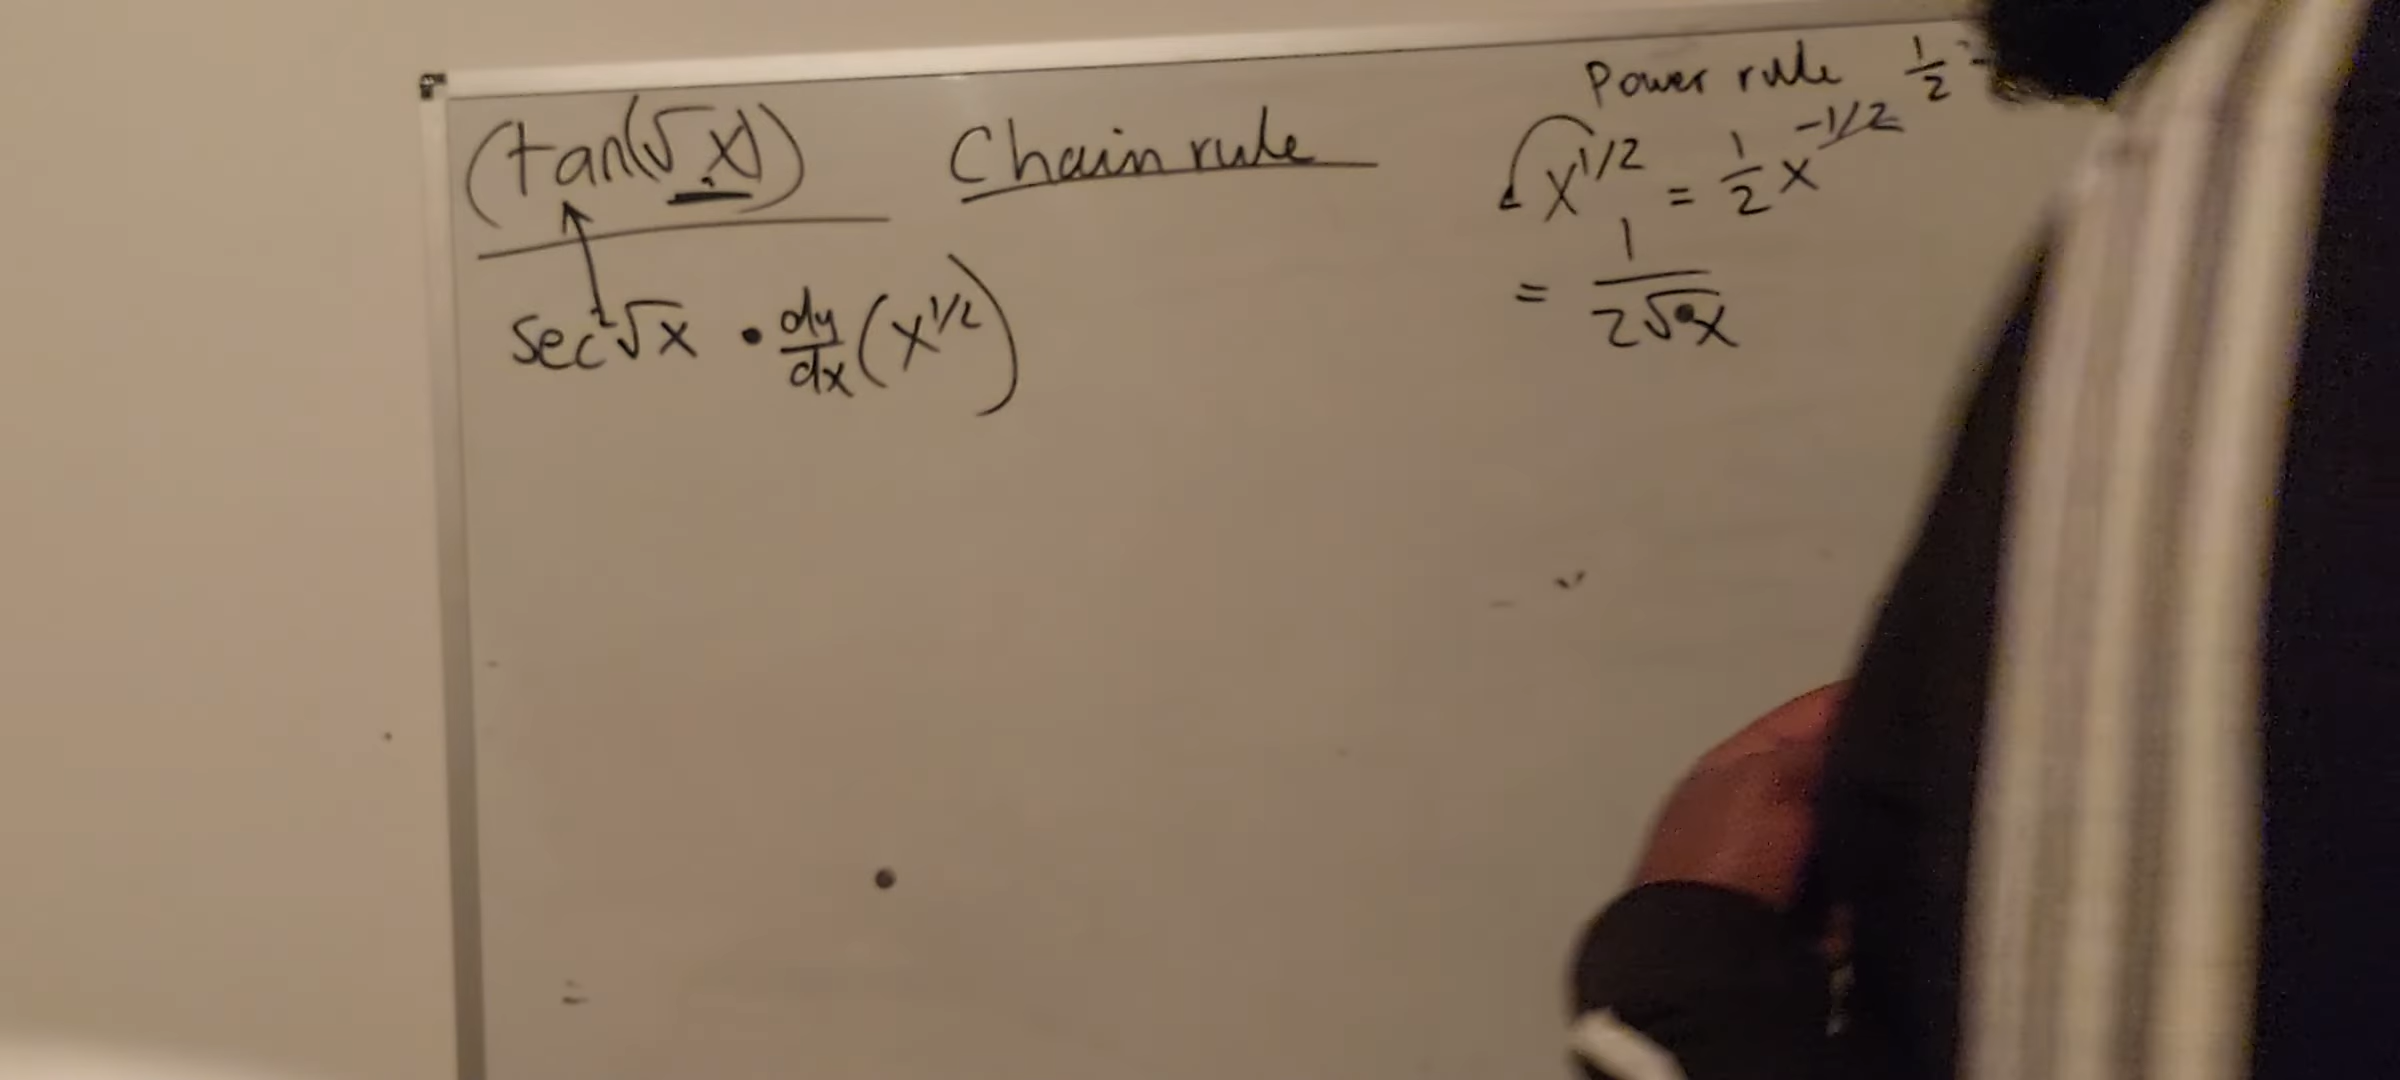 (tan(√x))
Chain rule
sec²√x · dy/dx (x^1/2)
Power rule 1/2 -
x^1/2 = 1/2 x^-1/2
= 1/2√x